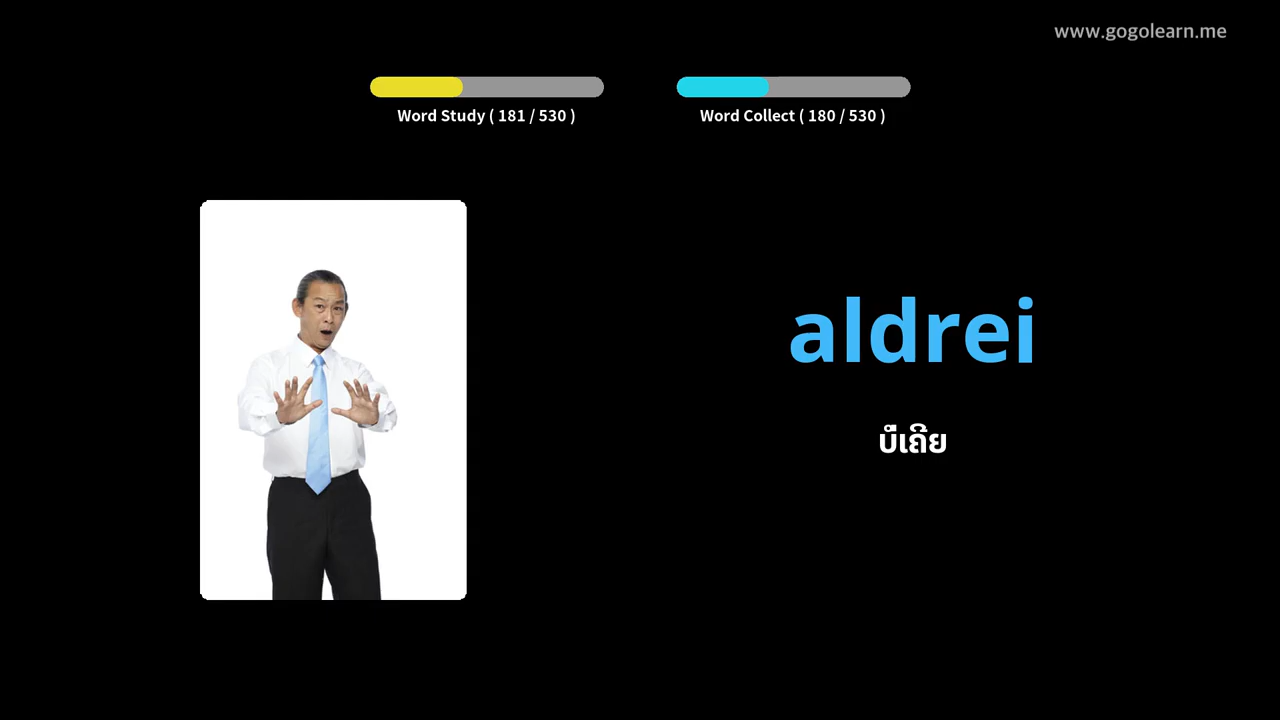 www.gogolearn.me
Word Study ( 181 / 530 )
Word Collect ( 180 / 530 )
aldrei
ບໍ່ເຄີຍ